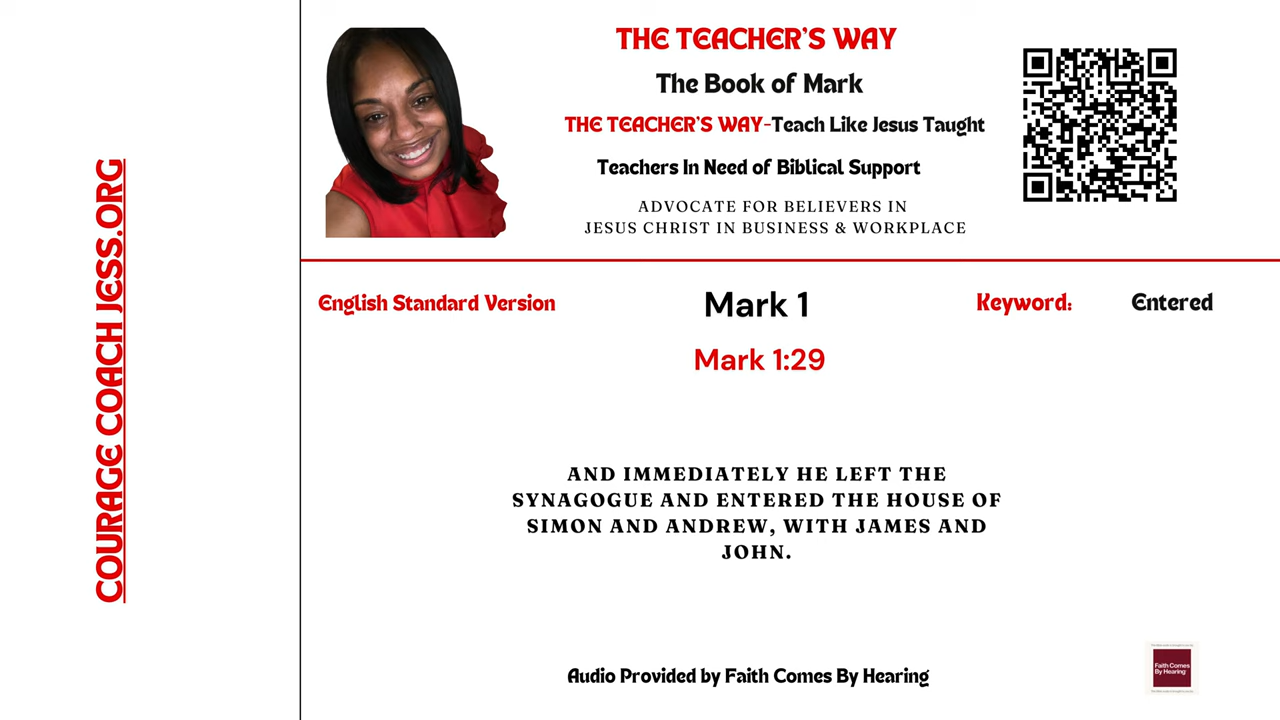 COURAGE COACH JESS.ORG
THE TEACHER'S WAY
The Book of Mark
THE TEACHER'S WAY-Teach Like Jesus Taught
Teachers In Need of Biblical Support
ADVOCATE FOR BELIEVERS IN
JESUS CHRIST IN BUSINESS & WORKPLACE
English Standard Version
Mark 1
Keyword:
Entered
Mark 1:29
AND IMMEDIATELY HE LEFT THE
SYNAGOGUE AND ENTERED THE HOUSE OF
SIMON AND ANDREW, WITH JAMES AND
JOHN.
Audio Provided by Faith Comes By Hearing
Faith Comes
By Hearing